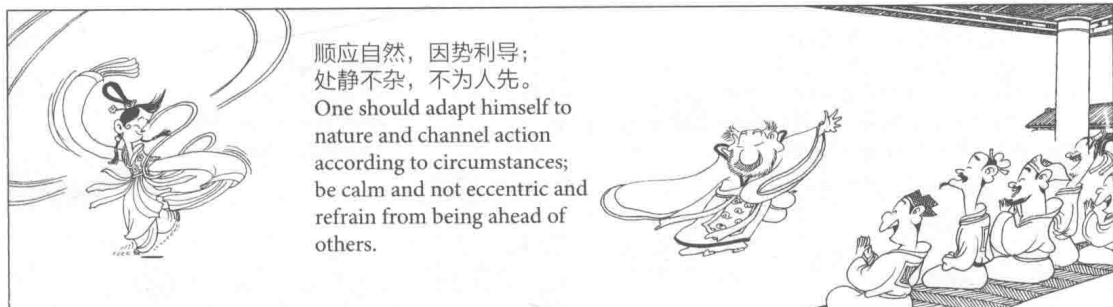 顺应自然，因势利导；
处静不杂，不为人先。
One should adapt himself to
nature and channel action
according to circumstances;
be calm and not eccentric and
refrain from being ahead of
others.